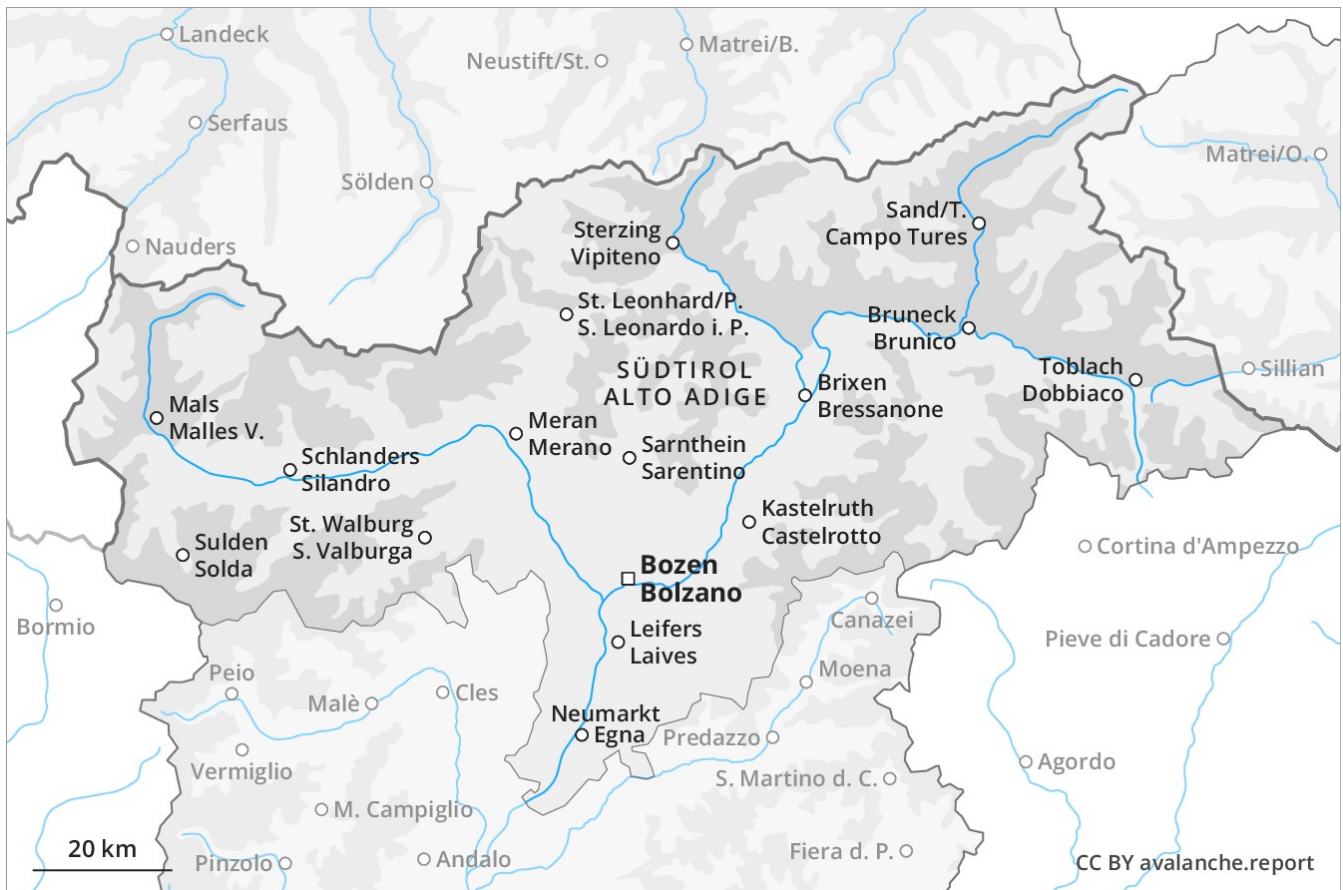 Landeck
Neustift/St.
Matrei/B.
Serfaus
Matrei/O.
Sölden
Nauders
Sand/T.
Campo Tures
Sterzing
Vipiteno
St. Leonhard/P.
S. Leonardo i. P.
Bruneck
Brunico
SÜDTIROL
ALTO ADIGE
Toblach
Dobbiaco
Sillian
Brixen
Bressanone
Mals
Malles V.
Meran
Merano
Sarnthein
Sarentino
Schlanders
Silandro
Kastelruth
Castelrotto
St. Walburg
S. Valburga
Sulden
Solda
Cortina d'Ampezzo
Bozen
Bolzano
Bormio
Canazei
Leifers
Laives
Pieve di Cadore
Peio
Moena
Malè
Cles
Neumarkt
Egna
Predazzo
Vermiglio
Agordo
S. Martino d. C.
M. Campiglio
20 km
Pinzolo
Andalo
Fiera d. P.
CC BY avalanche.report